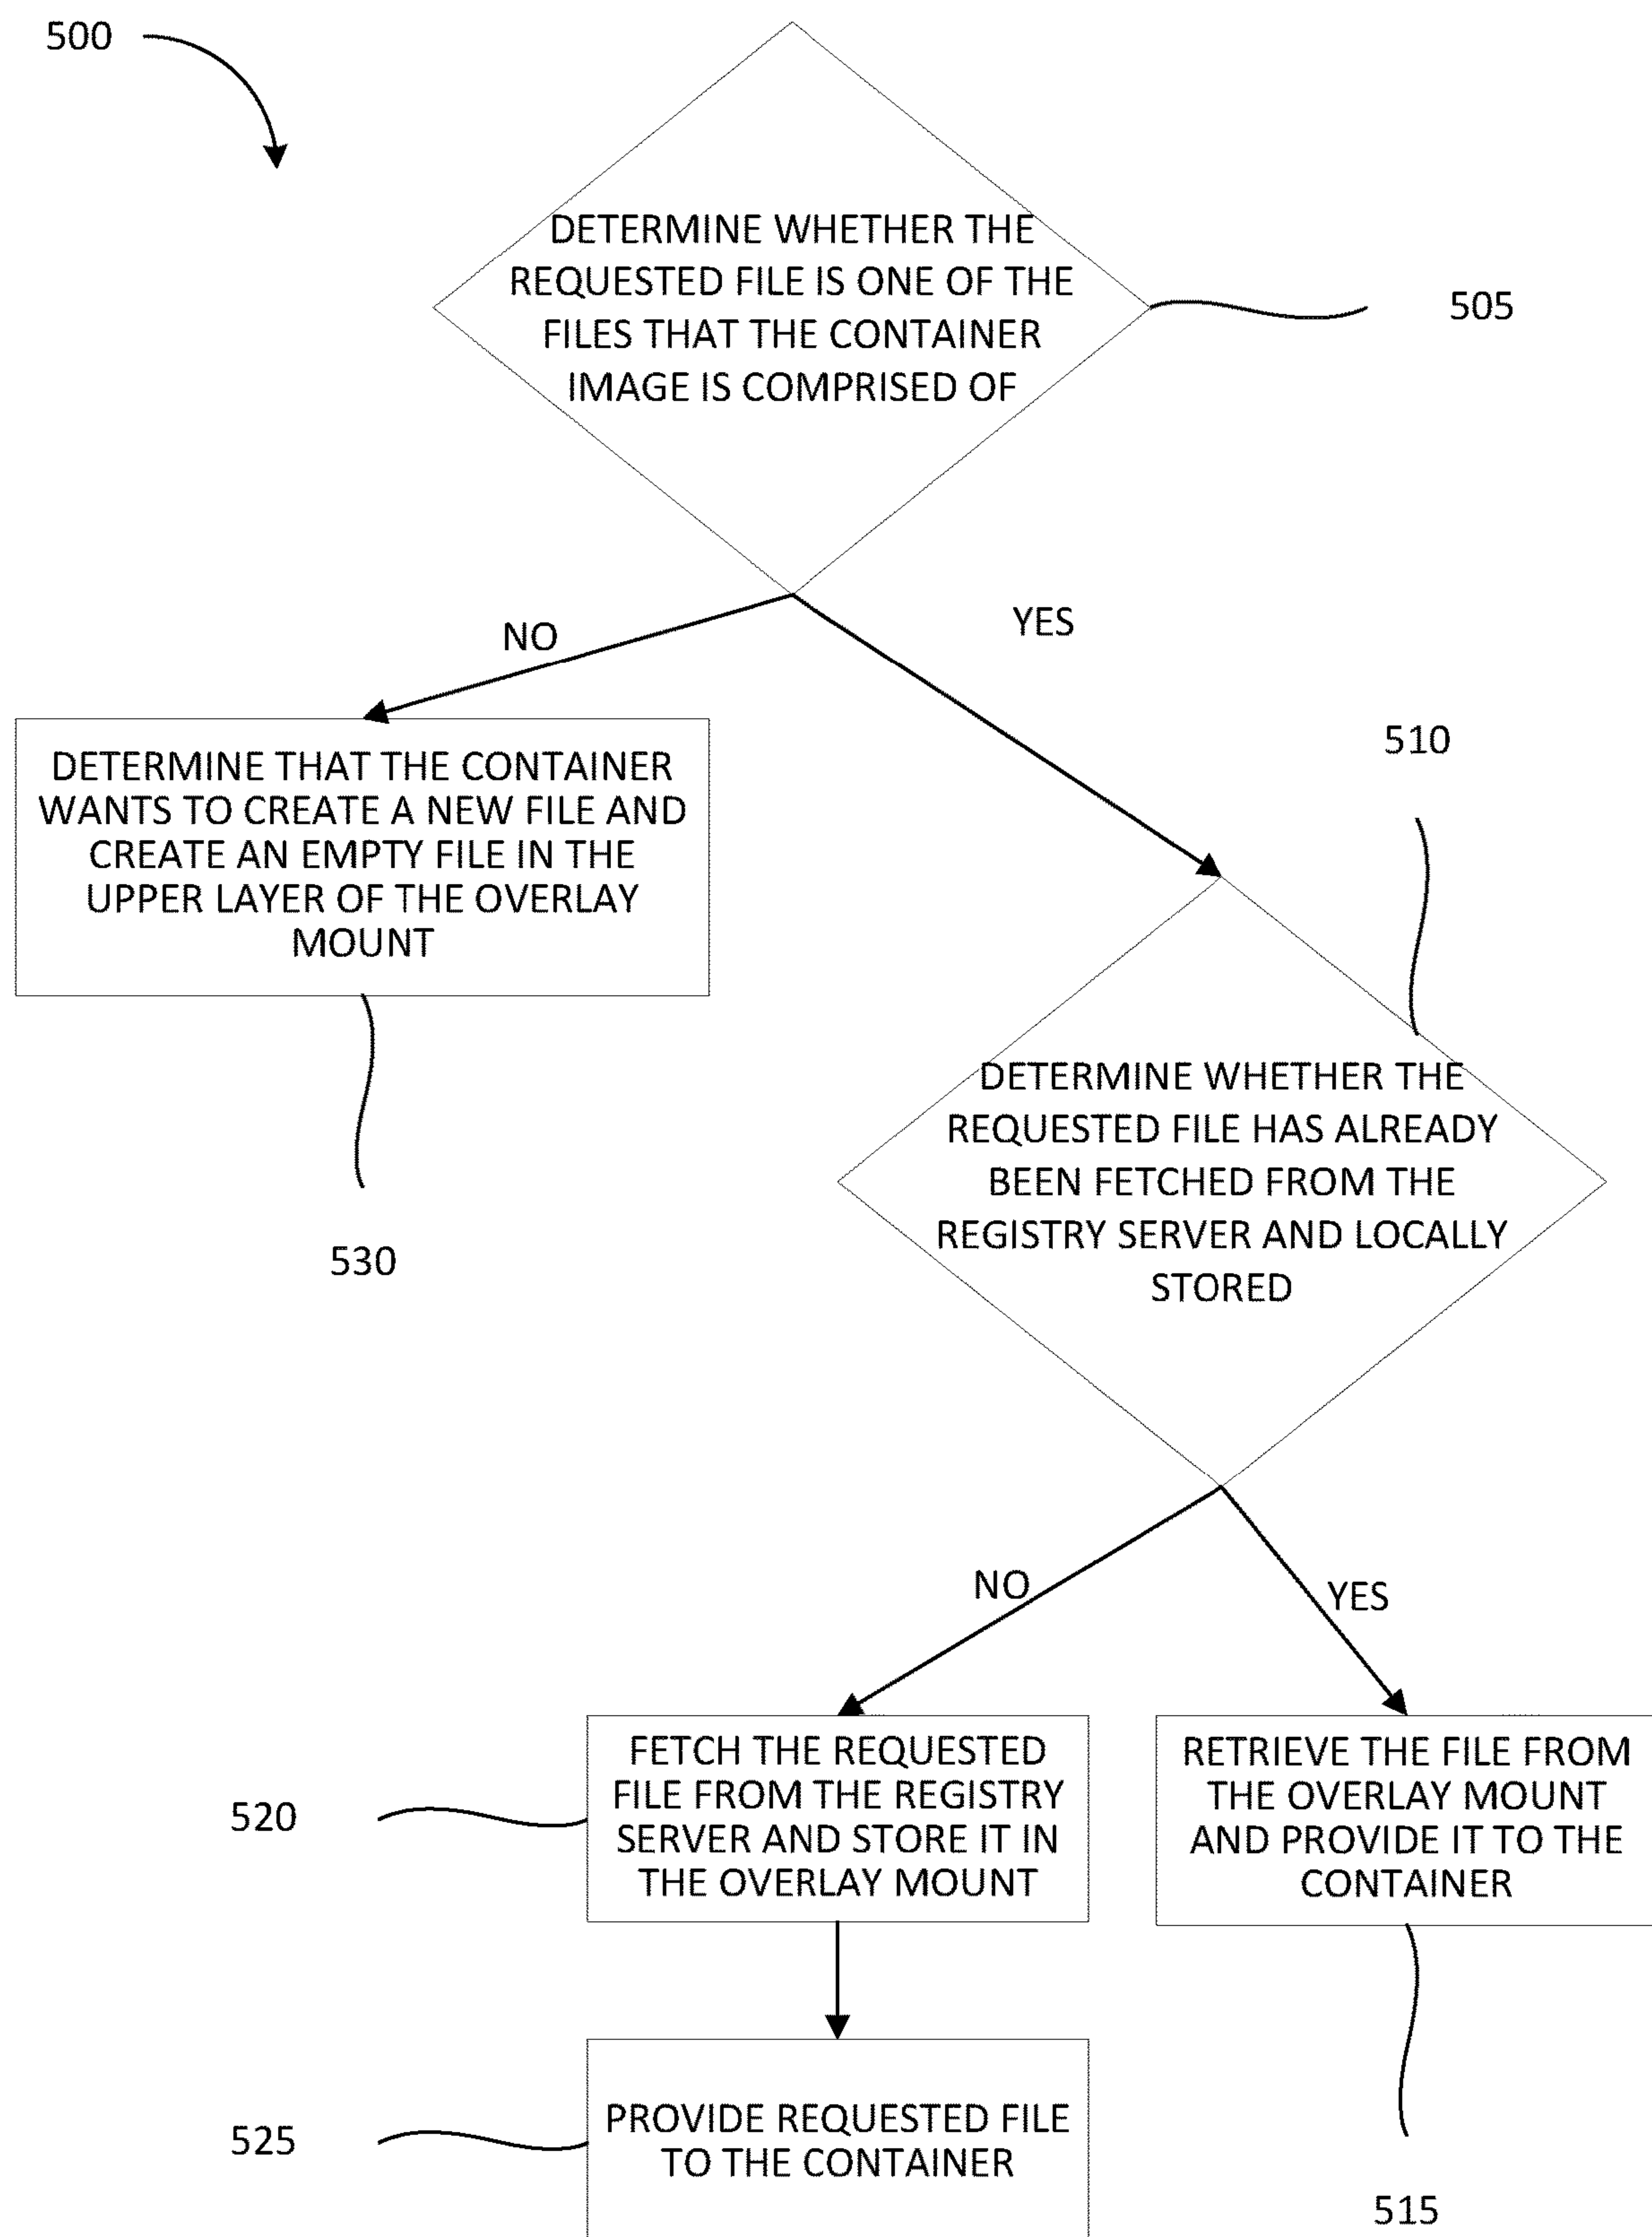 500
DETERMINE WHETHER THE
REQUESTED FILE IS ONE OF THE
FILES THAT THE CONTAINER
IMAGE IS COMPRISED OF
505
NO
YES
DETERMINE THAT THE CONTAINER
WANTS TO CREATE A NEW FILE AND
CREATE AN EMPTY FILE IN THE
UPPER LAYER OF THE OVERLAY
MOUNT
530
510
DETERMINE WHETHER THE
REQUESTED FILE HAS ALREADY
BEEN FETCHED FROM THE
REGISTRY SERVER AND LOCALLY
STORED
NO
YES
520
FETCH THE REQUESTED
FILE FROM THE REGISTRY
SERVER AND STORE IT IN
THE OVERLAY MOUNT
RETRIEVE THE FILE FROM
THE OVERLAY MOUNT
AND PROVIDE IT TO THE
CONTAINER
525
PROVIDE REQUESTED FILE
TO THE CONTAINER
515